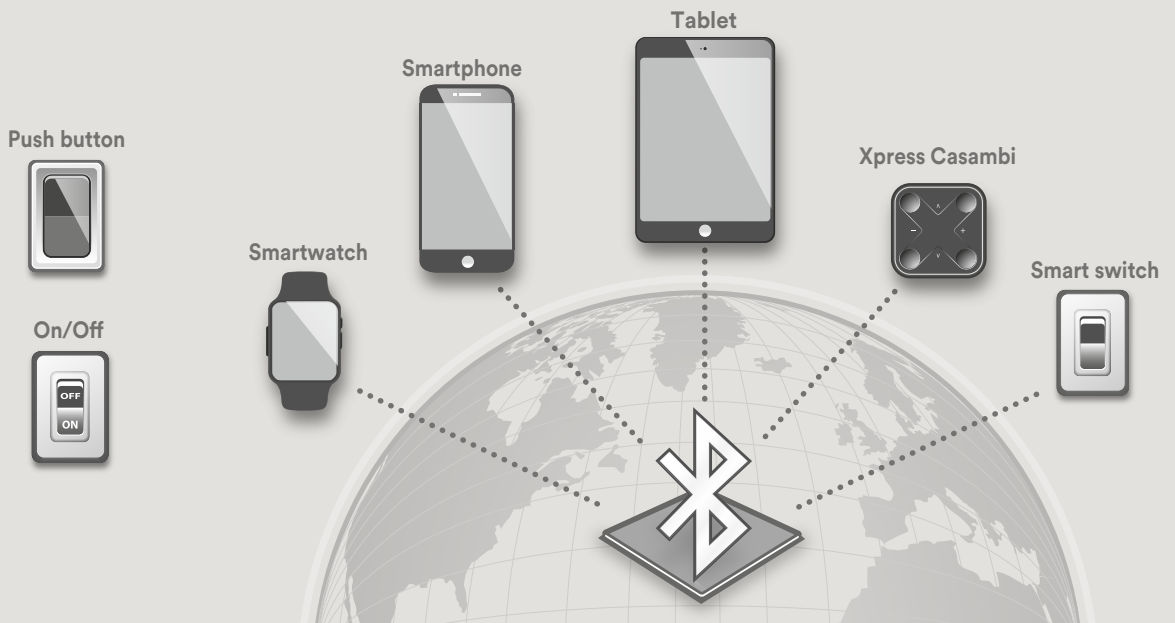 Tablet
Smartphone
Push button
Xpress Casambi
Smartwatch
Smart switch
On/Off
OFF
ON